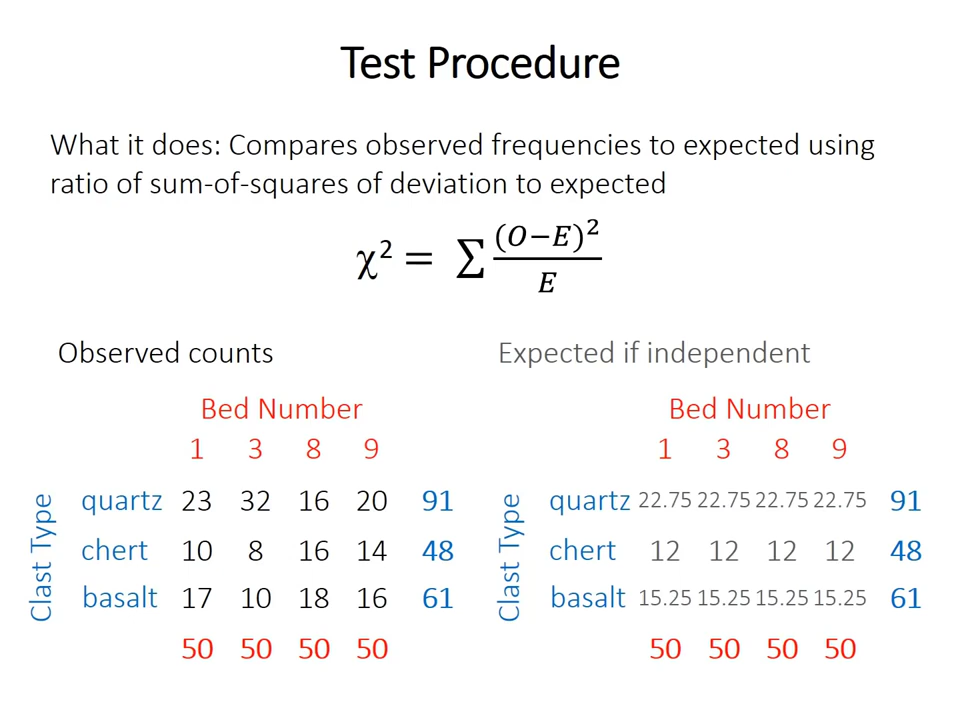 Test Procedure
What it does: Compares observed frequencies to expected using
ratio of sum-of-squares of deviation to expected
χ² = ∑ (O−E)² / E
Observed counts
Bed Number
1 3 8 9
Clast Type
quartz 23 32 16 20 91
chert 10 8 16 14 48
basalt 17 10 18 16 61
50 50 50 50
Expected if independent
Bed Number
1 3 8 9
Clast Type
quartz 22.75 22.75 22.75 22.75 91
chert 12 12 12 12 48
basalt 15.25 15.25 15.25 15.25 61
50 50 50 50